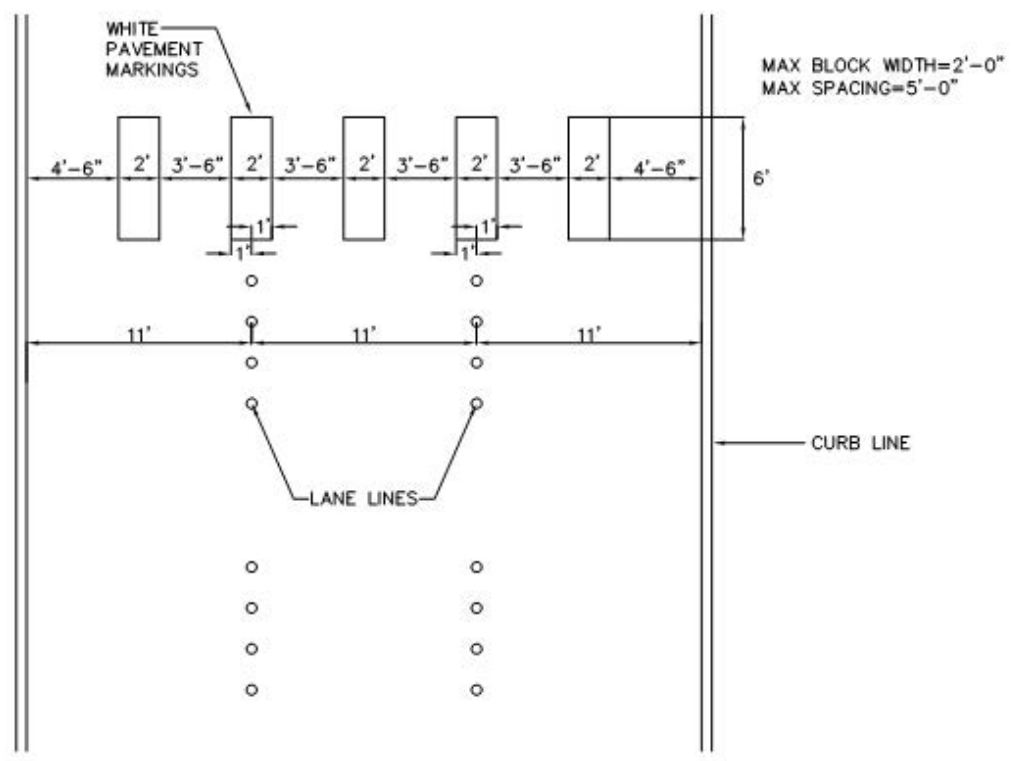 WHITE
PAVEMENT
MARKINGS
MAX BLOCK WIDTH=2'-0"
MAX SPACING=5'-0"
4'-6" 2' 3'-6" 2' 3'-6" 2' 3'-6" 2' 3'-6" 2' 4'-6"
6'
1' 1'
1' 1'
11' 11' 11'
CURB LINE
LANE LINES